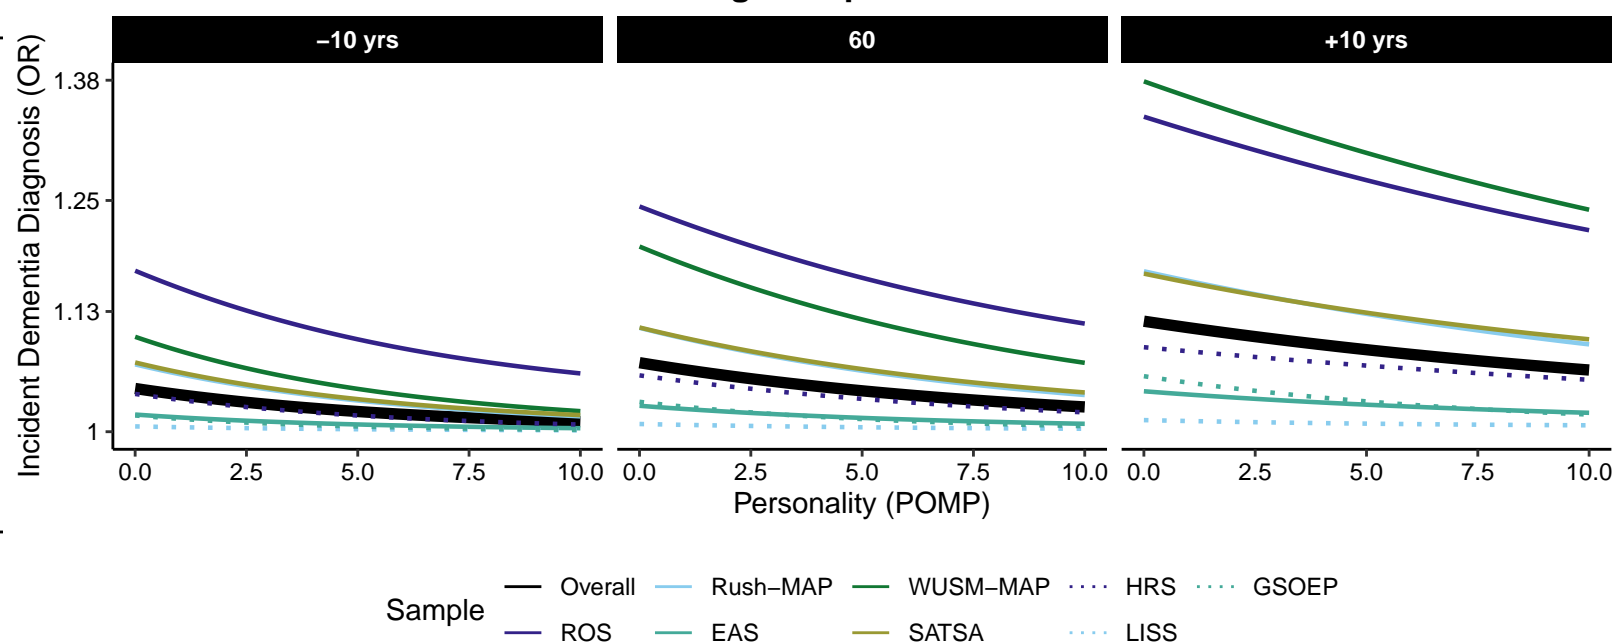 −10 yrs
60
+10 yrs
Incident Dementia Diagnosis (OR)
1.38
1.25
1.13
1
0.0 2.5 5.0 7.5 10.0
0.0 2.5 5.0 7.5 10.0
0.0 2.5 5.0 7.5 10.0
Personality (POMP)
Sample
Overall Rush−MAP WUSM−MAP HRS GSOEP
ROS EAS SATSA LISS